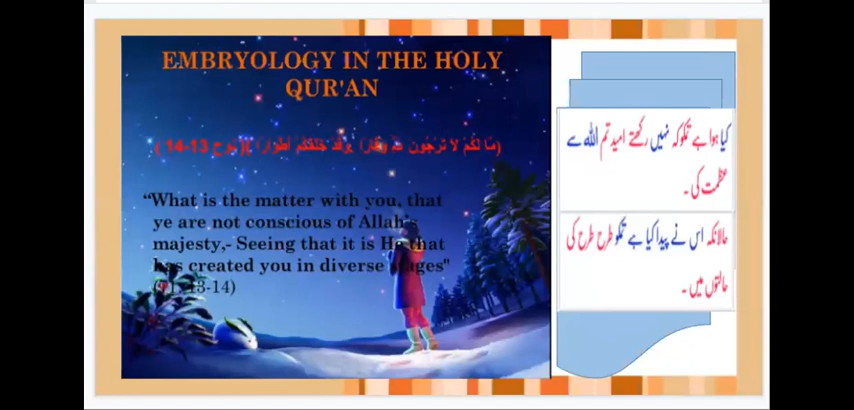 EMBRYOLOGY IN THE HOLY
QUR'AN
(مَّا لَكُمْ لَا تَرْجُونَ لِلَّهِ وَقَارًا .وَقَدْ خَلَقَكُمْ أَطْوَارًا )(نوح 13-14 )
“What is the matter with you, that
ye are not conscious of Allah's
majesty,- Seeing that it is He that
has created you in diverse stages"
13-14)
کیا ہوا ہے تمکو کہ نہیں رکھتے امید تم اللہ سے
عظمت کی۔
حالانکہ اس نے پیدا کیا ہے تمکو طرح طرح کی
حالتوں میں۔